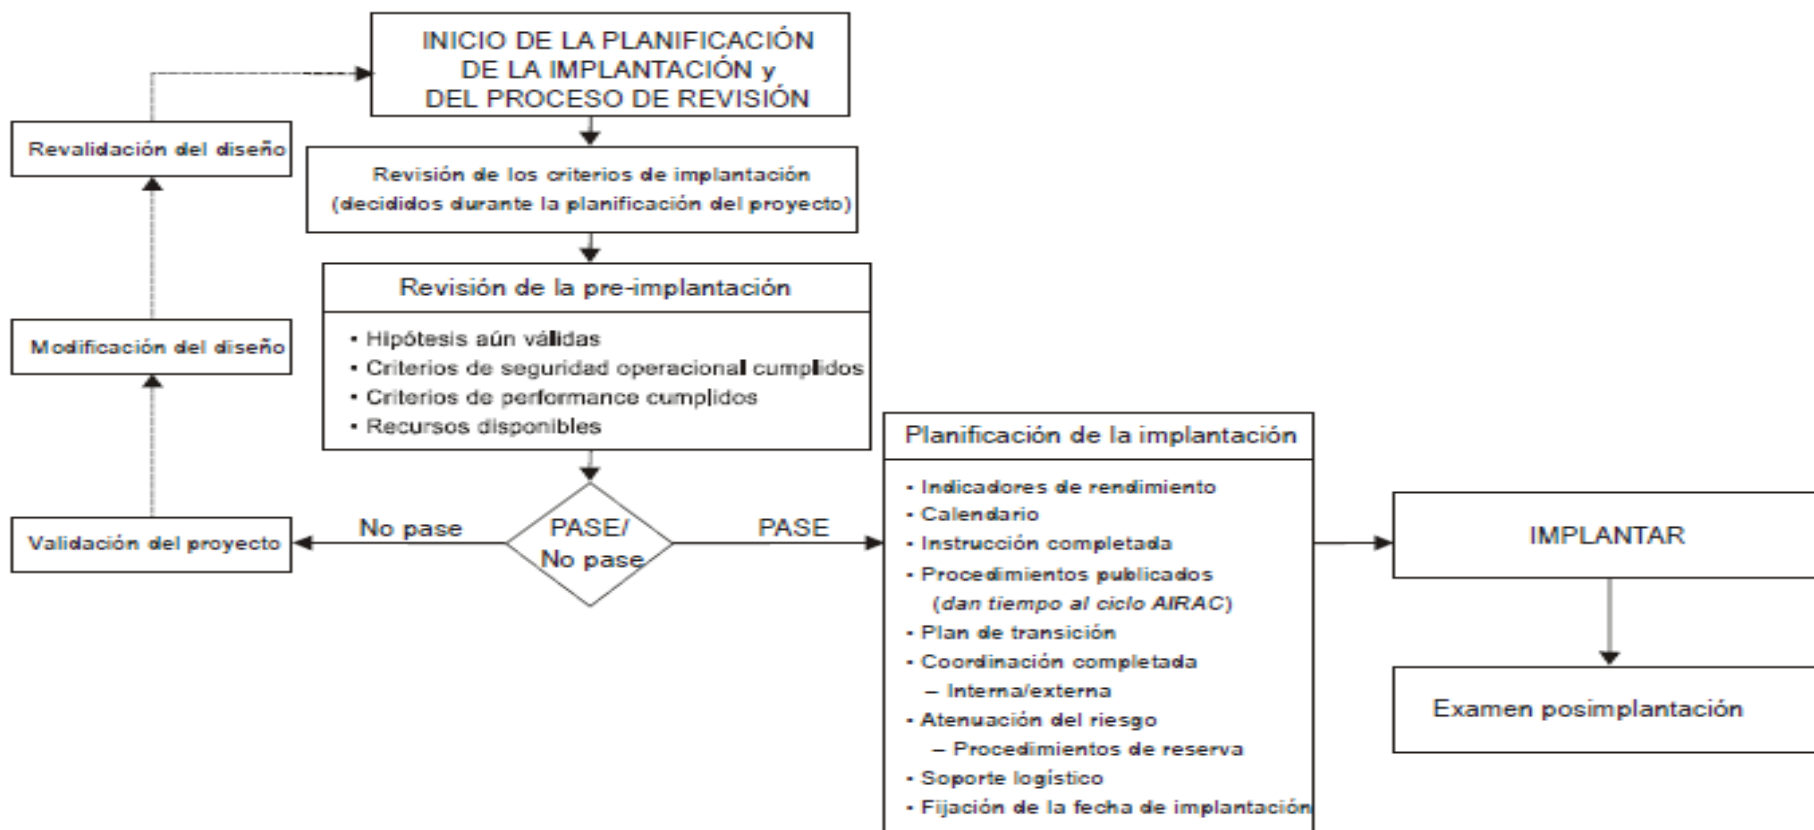 INICIO DE LA PLANIFICACIÓN
DE LA IMPLANTACIÓN y
DEL PROCESO DE REVISIÓN
Revalidación del diseño
Revisión de los criterios de implantación
(decididos durante la planificación del proyecto)
Revisión de la pre-implantación
▪ Hipótesis aún válidas
▪ Criterios de seguridad operacional cumplidos
▪ Criterios de performance cumplidos
▪ Recursos disponibles
Modificación del diseño
Validación del proyecto
No pase
PASE/
No pase
PASE
Planificación de la implantación
▪ Indicadores de rendimiento
▪ Calendario
▪ Instrucción completada
▪ Procedimientos publicados
(dan tiempo al ciclo AIRAC)
▪ Plan de transición
▪ Coordinación completada
– Interna/externa
▪ Atenuación del riesgo
– Procedimientos de reserva
▪ Soporte logístico
▪ Fijación de la fecha de implantación
IMPLANTAR
Examen posimplantación